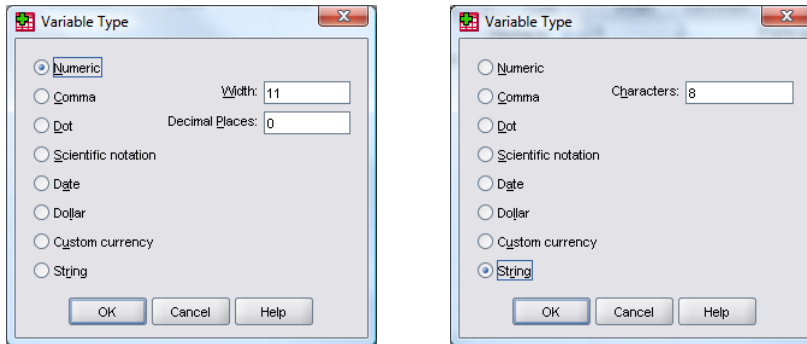 Variable Type
Numeric
Width: 11
Comma
Decimal Places: 0
Dot
Scientific notation
Date
Dollar
Custom currency
String
OK Cancel Help
Variable Type
Numeric
Characters: 8
Comma
Dot
Scientific notation
Date
Dollar
Custom currency
String
OK Cancel Help